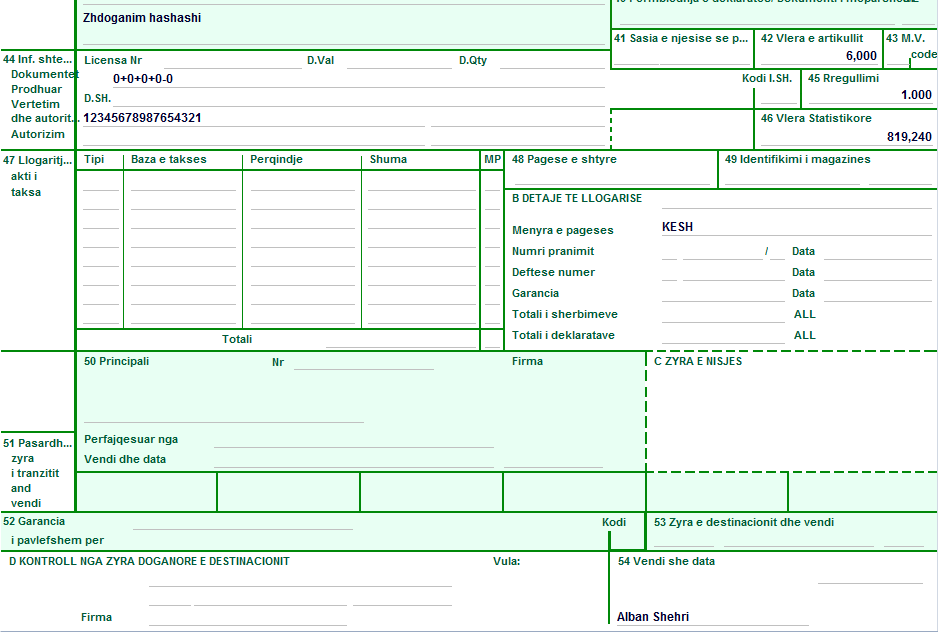 Zhdoganim hashashi
41 Sasia e njesise se p...
42 Vlera e artikullit
43 M.V.
code
6,000
44 Inf. shte...
Dokumentet
Prodhuar
Vertetim
dhe autorit...
Autorizim
Licensa Nr
D.Val
D.Qty
0+0+0+0-0
D.SH.
12345678987654321
Kodi I.SH.
45 Rregullimi
1.000
46 Vlera Statistikore
819,240
47 Llogaritj...
akti i
taksa
Tipi
Baza e takses
Perqindje
Shuma
MP
48 Pagese e shtyre
49 Identifikimi i magazines
B DETAJE TE LLOGARISE
Menyra e pageses
KESH
Numri pranimit
/
Data
Deftese numer
Data
Garancia
Data
Totali i sherbimeve
ALL
Totali i deklaratave
ALL
Totali
50 Principali
Nr
Firma
C ZYRA E NISJES
Perfajqesuar nga
Vendi dhe data
51 Pasardh...
zyra
i tranzitit
and
vendi
52 Garancia
i pavlefshem per
Kodi
53 Zyra e destinacionit dhe vendi
D KONTROLL NGA ZYRA DOGANORE E DESTINACIONIT
Vula:
54 Vendi she data
Firma
Alban Shehri